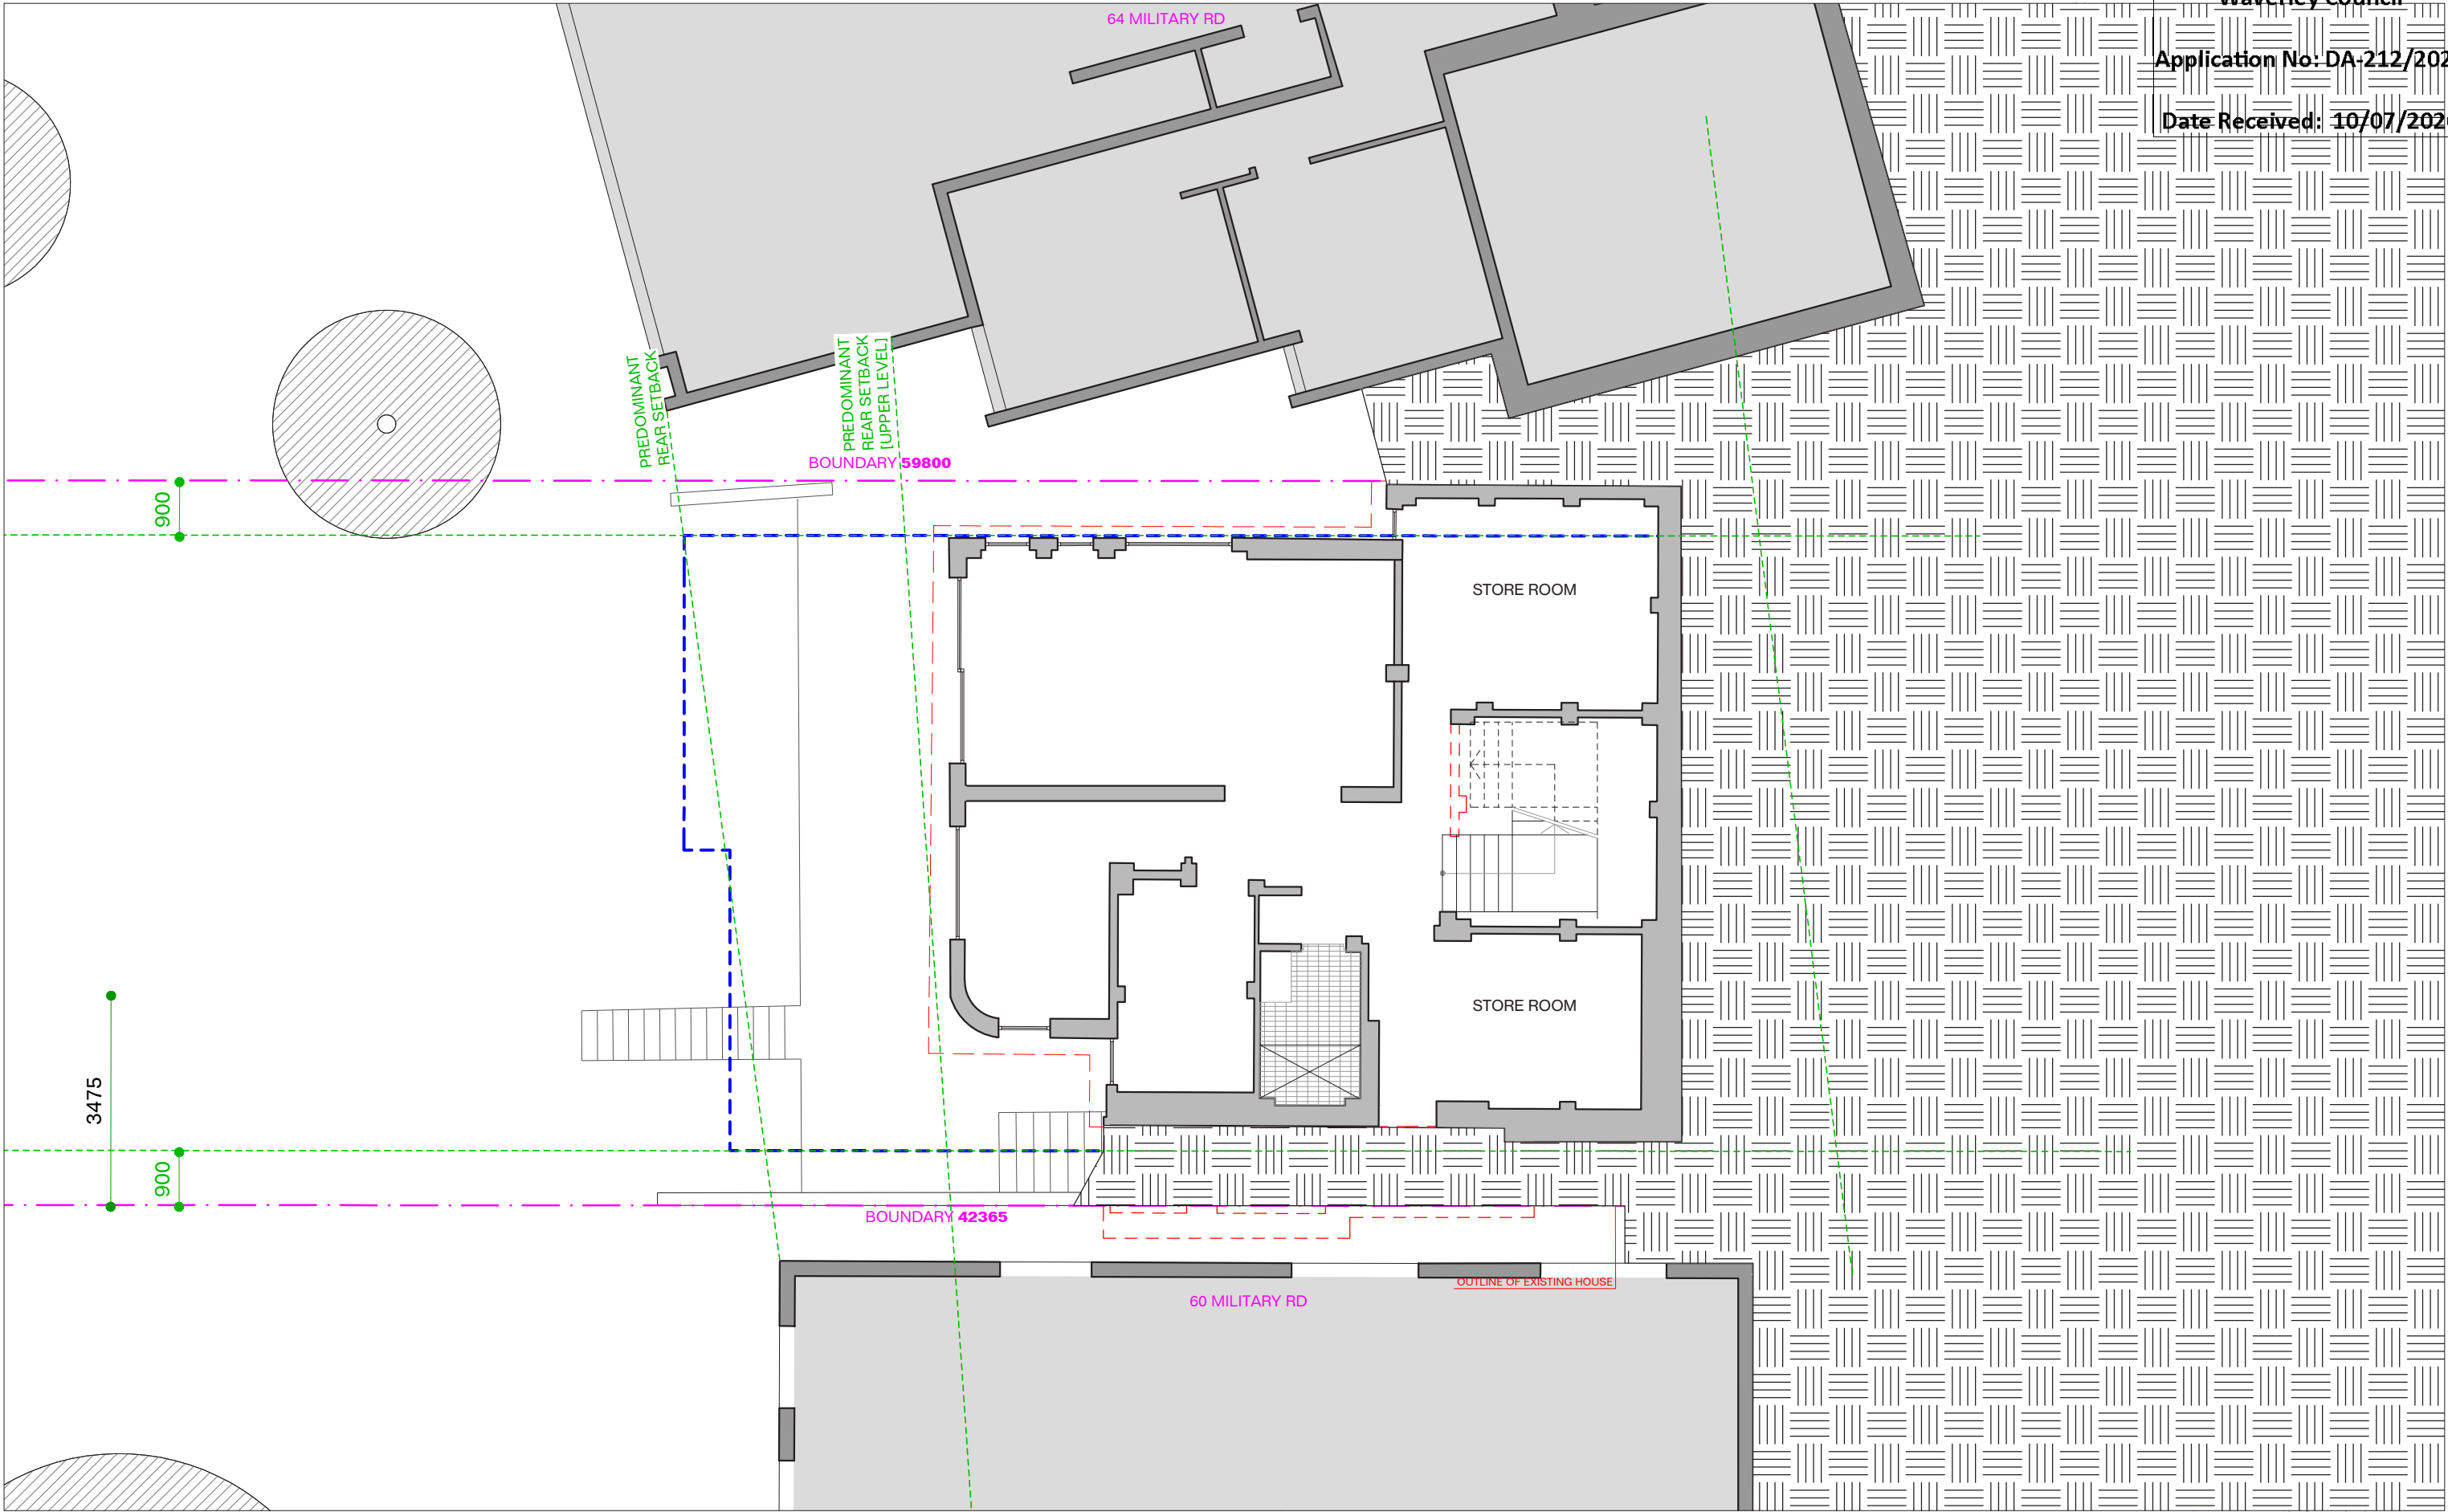 64 MILITARY RD
Waverley Council
Application No: DA-212/202
Date Received: 10/07/202
PREDOMINANT
REAR SETBACK
PREDOMINANT
REAR SETBACK
[UPPER LEVEL]
BOUNDARY 59800
900
STORE ROOM
STORE ROOM
3475
900
BOUNDARY 42365
OUTLINE OF EXISTING HOUSE
60 MILITARY RD